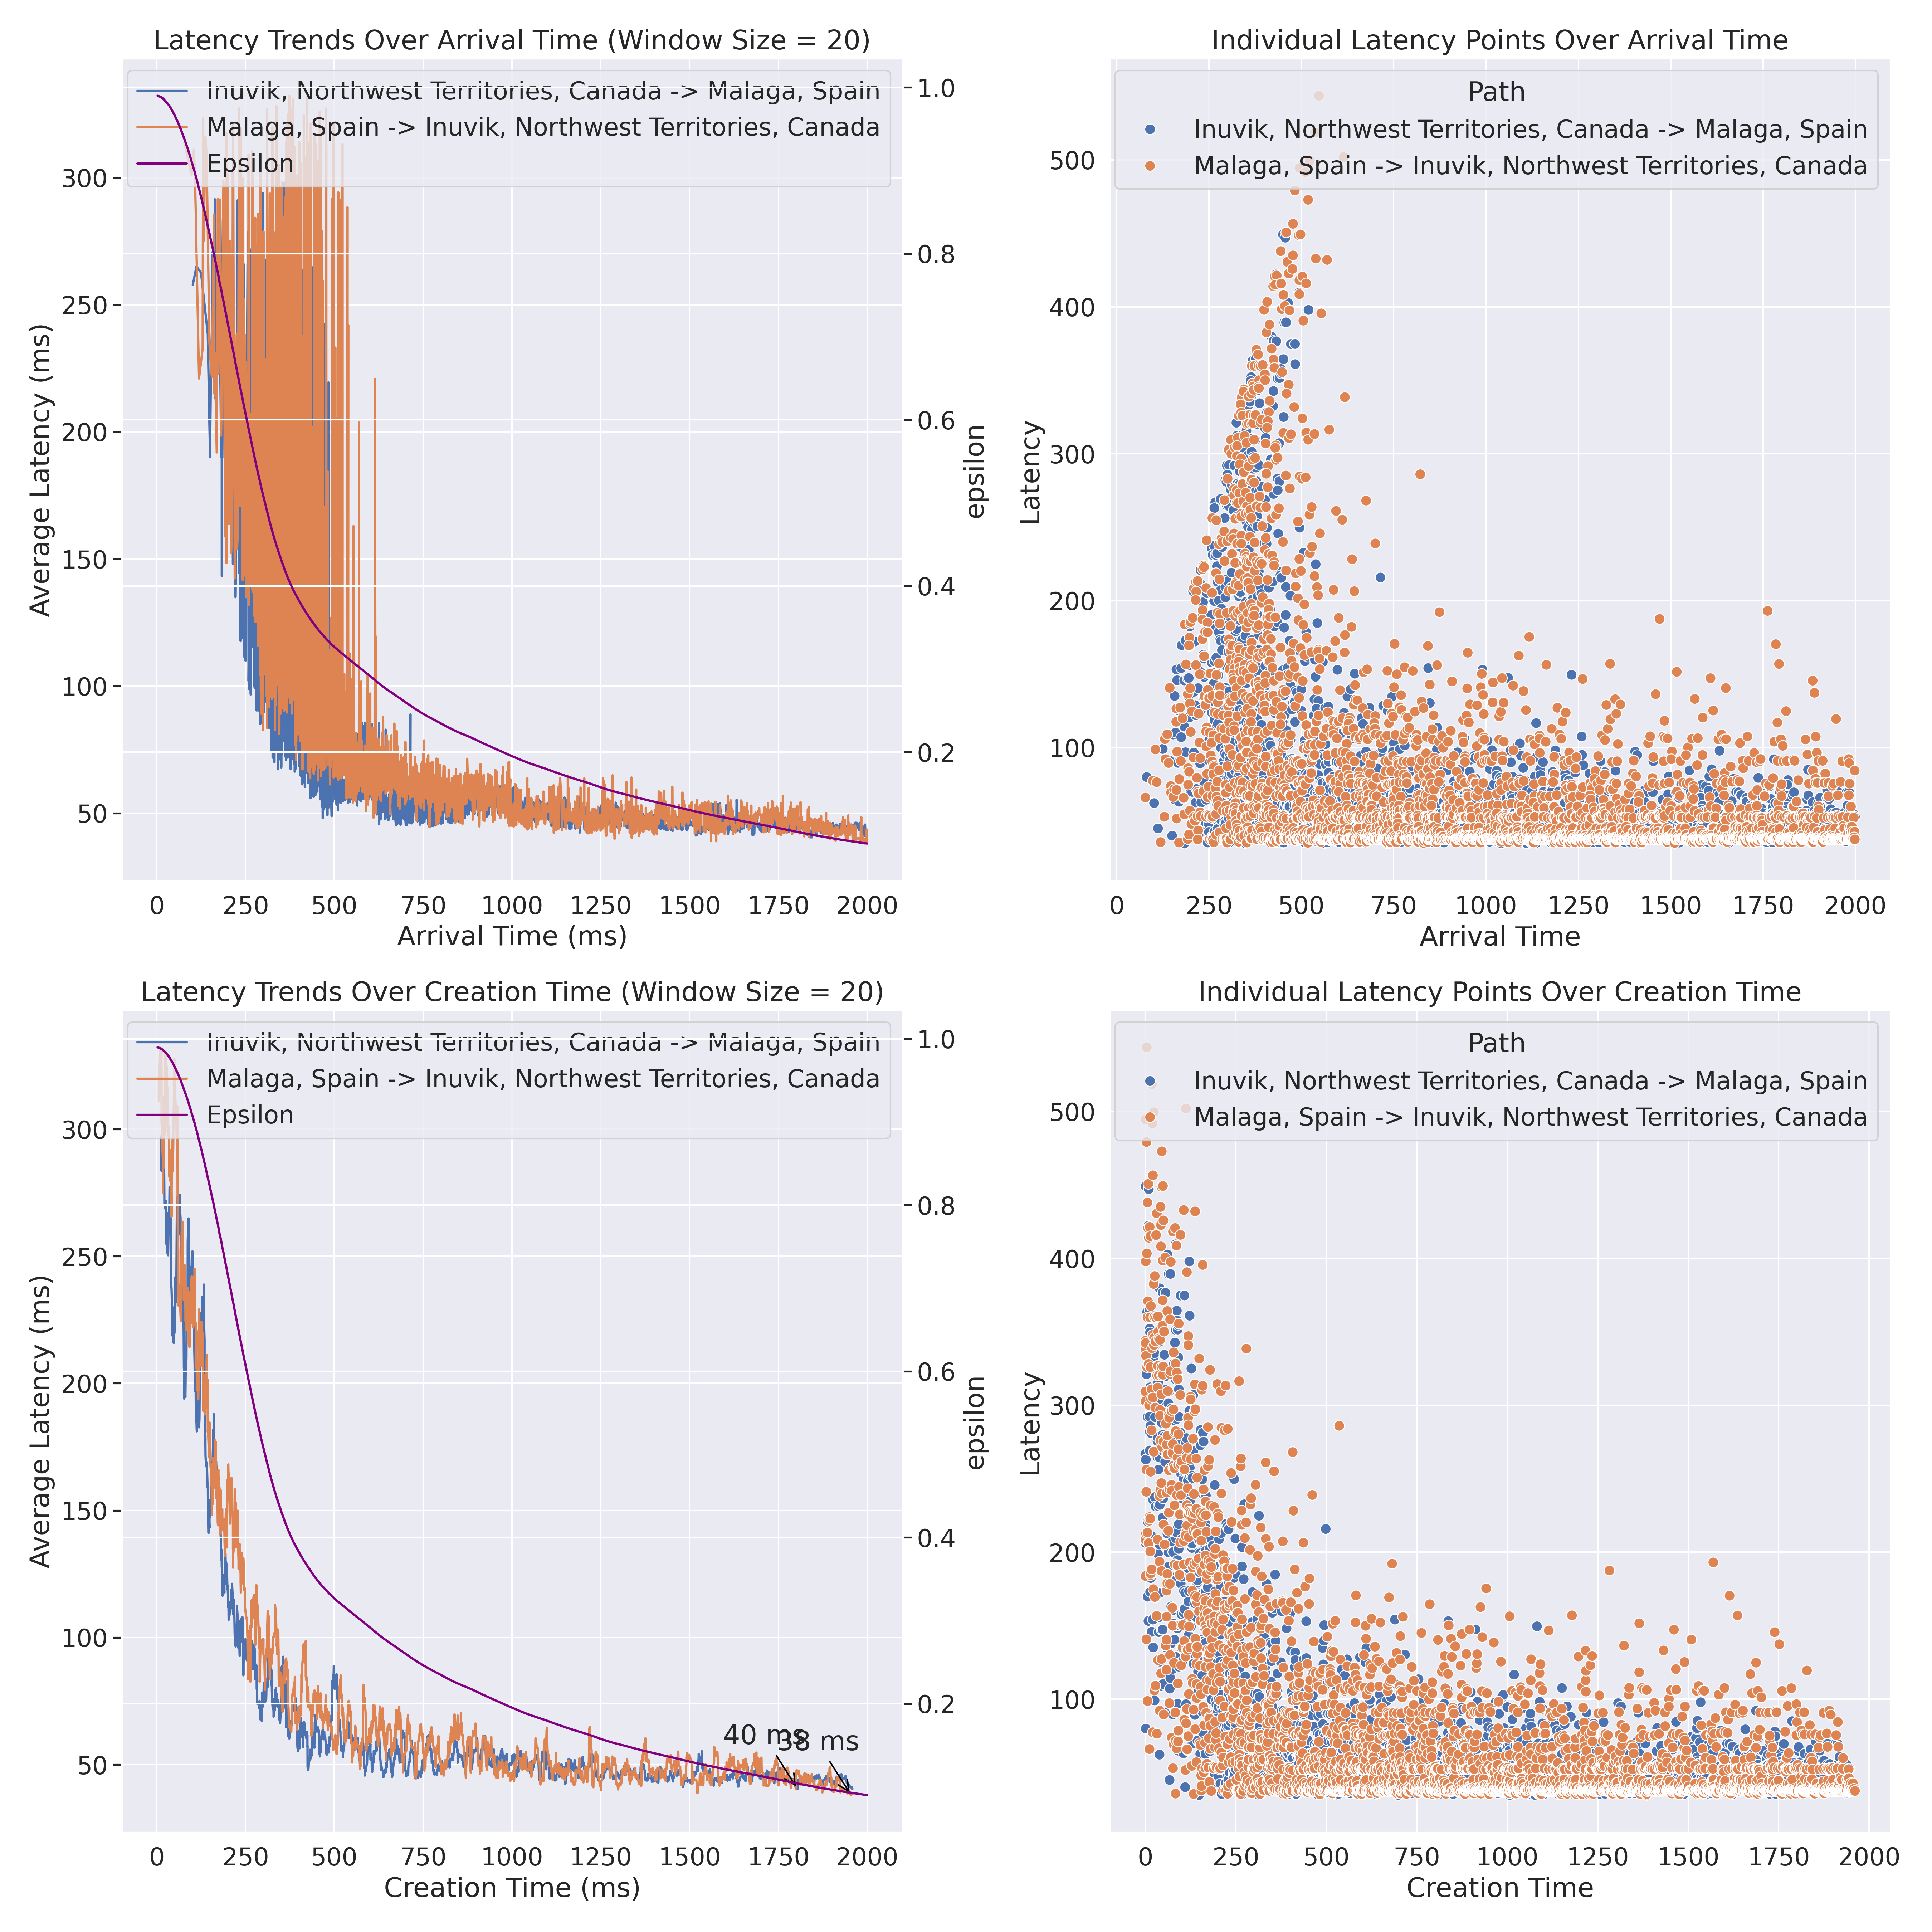 Latency Trends Over Arrival Time (Window Size = 20)
Inuvik, Northwest Territories, Canada -> Malaga, Spain
Malaga, Spain -> Inuvik, Northwest Territories, Canada
Epsilon
300
250
200
150
100
50
Average Latency (ms)
1.0
0.8
0.6
0.4
0.2
epsilon
0 250 500 750 1000 1250 1500 1750 2000
Arrival Time (ms)
Individual Latency Points Over Arrival Time
Path
Inuvik, Northwest Territories, Canada -> Malaga, Spain
Malaga, Spain -> Inuvik, Northwest Territories, Canada
500
400
300
200
100
Latency
0 250 500 750 1000 1250 1500 1750 2000
Arrival Time
Latency Trends Over Creation Time (Window Size = 20)
Inuvik, Northwest Territories, Canada -> Malaga, Spain
Malaga, Spain -> Inuvik, Northwest Territories, Canada
Epsilon
300
250
200
150
100
50
Average Latency (ms)
1.0
0.8
0.6
0.4
0.2
epsilon
40 ms
38 ms
0 250 500 750 1000 1250 1500 1750 2000
Creation Time (ms)
Individual Latency Points Over Creation Time
Path
Inuvik, Northwest Territories, Canada -> Malaga, Spain
Malaga, Spain -> Inuvik, Northwest Territories, Canada
500
400
300
200
100
Latency
0 250 500 750 1000 1250 1500 1750 2000
Creation Time